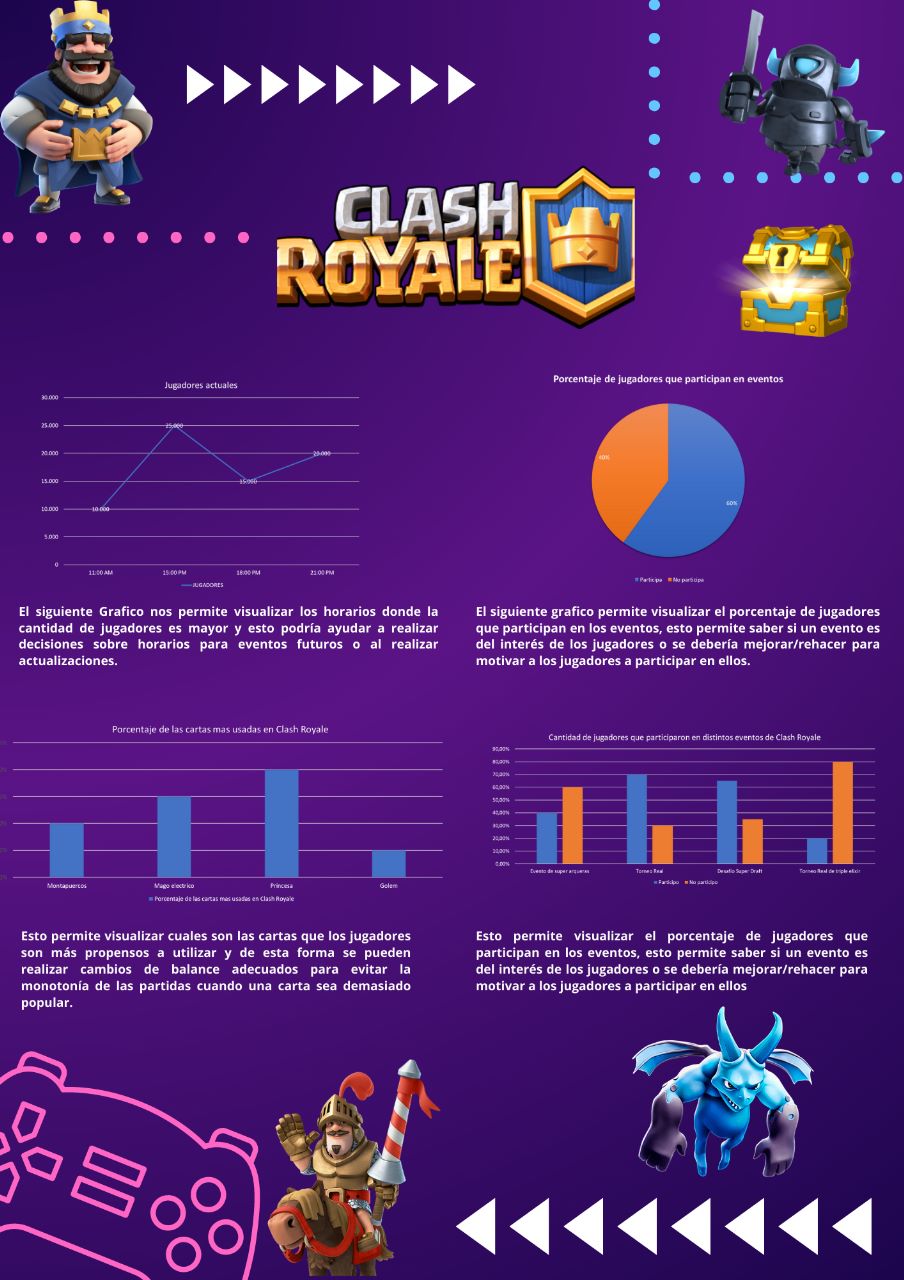 CLASH
ROYALE
Jugadores actuales
30.000
25.000
20.000
15.000
10.000
5.000
0
25.000
20.000
15.000
10.000
11:00 AM 15:00 PM 18:00 PM 21:00 PM
JUGADORES
Porcentaje de jugadores que participan en eventos
40%
60%
Participa No participa
El siguiente Grafico nos permite visualizar los horarios donde la
cantidad de jugadores es mayor y esto podría ayudar a realizar
decisiones sobre horarios para eventos futuros o al realizar
actualizaciones.
El siguiente grafico permite visualizar el porcentaje de jugadores
que participan en los eventos, esto permite saber si un evento es
del interés de los jugadores o se debería mejorar/rehacer para
motivar a los jugadores a participar en ellos.
Porcentaje de las cartas mas usadas en Clash Royale
Montapuercos Mago electrico Princesa Golem
Porcentaje de las cartas mas usadas en Clash Royale
Cantidad de jugadores que participaron en distintos eventos de Clash Royale
90,00%
80,00%
70,00%
60,00%
50,00%
40,00%
30,00%
20,00%
10,00%
0,00%
Evento de super arqueras Torneo Real Desafio Super Draft Torneo Real de triple elixir
Participo No participo
Esto permite visualizar cuales son las cartas que los jugadores
son más propensos a utilizar y de esta forma se pueden
realizar cambios de balance adecuados para evitar la
monotonía de las partidas cuando una carta sea demasiado
popular.
Esto permite visualizar el porcentaje de jugadores que
participan en los eventos, esto permite saber si un evento es
del interés de los jugadores o se debería mejorar/rehacer para
motivar a los jugadores a participar en ellos